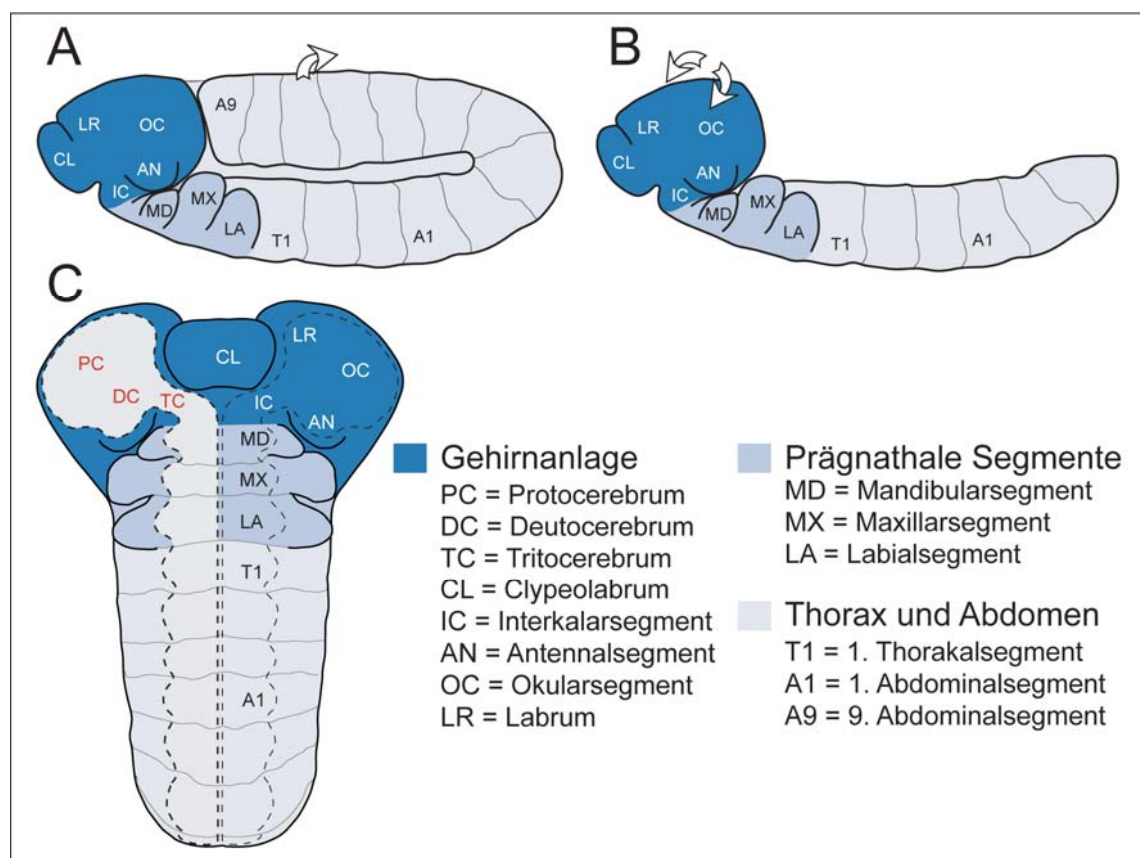 A
A9
LR
OC
CL
AN
IC
MD
MX
LA
T1
A1
B
LR
OC
CL
AN
IC
MD
MX
LA
T1
A1
C
LR
PC
CL
OC
DC
TC
IC
AN
MD
MX
LA
T1
A1
Gehirnanlage
PC = Protocerebrum
DC = Deutocerebrum
TC = Tritocerebrum
CL = Clypeolabrum
IC = Interkalarsegment
AN = Antennalsegment
OC = Okularsegment
LR = Labrum
Prägnathale Segmente
MD = Mandibularsegment
MX = Maxillarsegment
LA = Labialsegment
Thorax und Abdomen
T1 = 1. Thorakalsegment
A1 = 1. Abdominalsegment
A9 = 9. Abdominalsegment